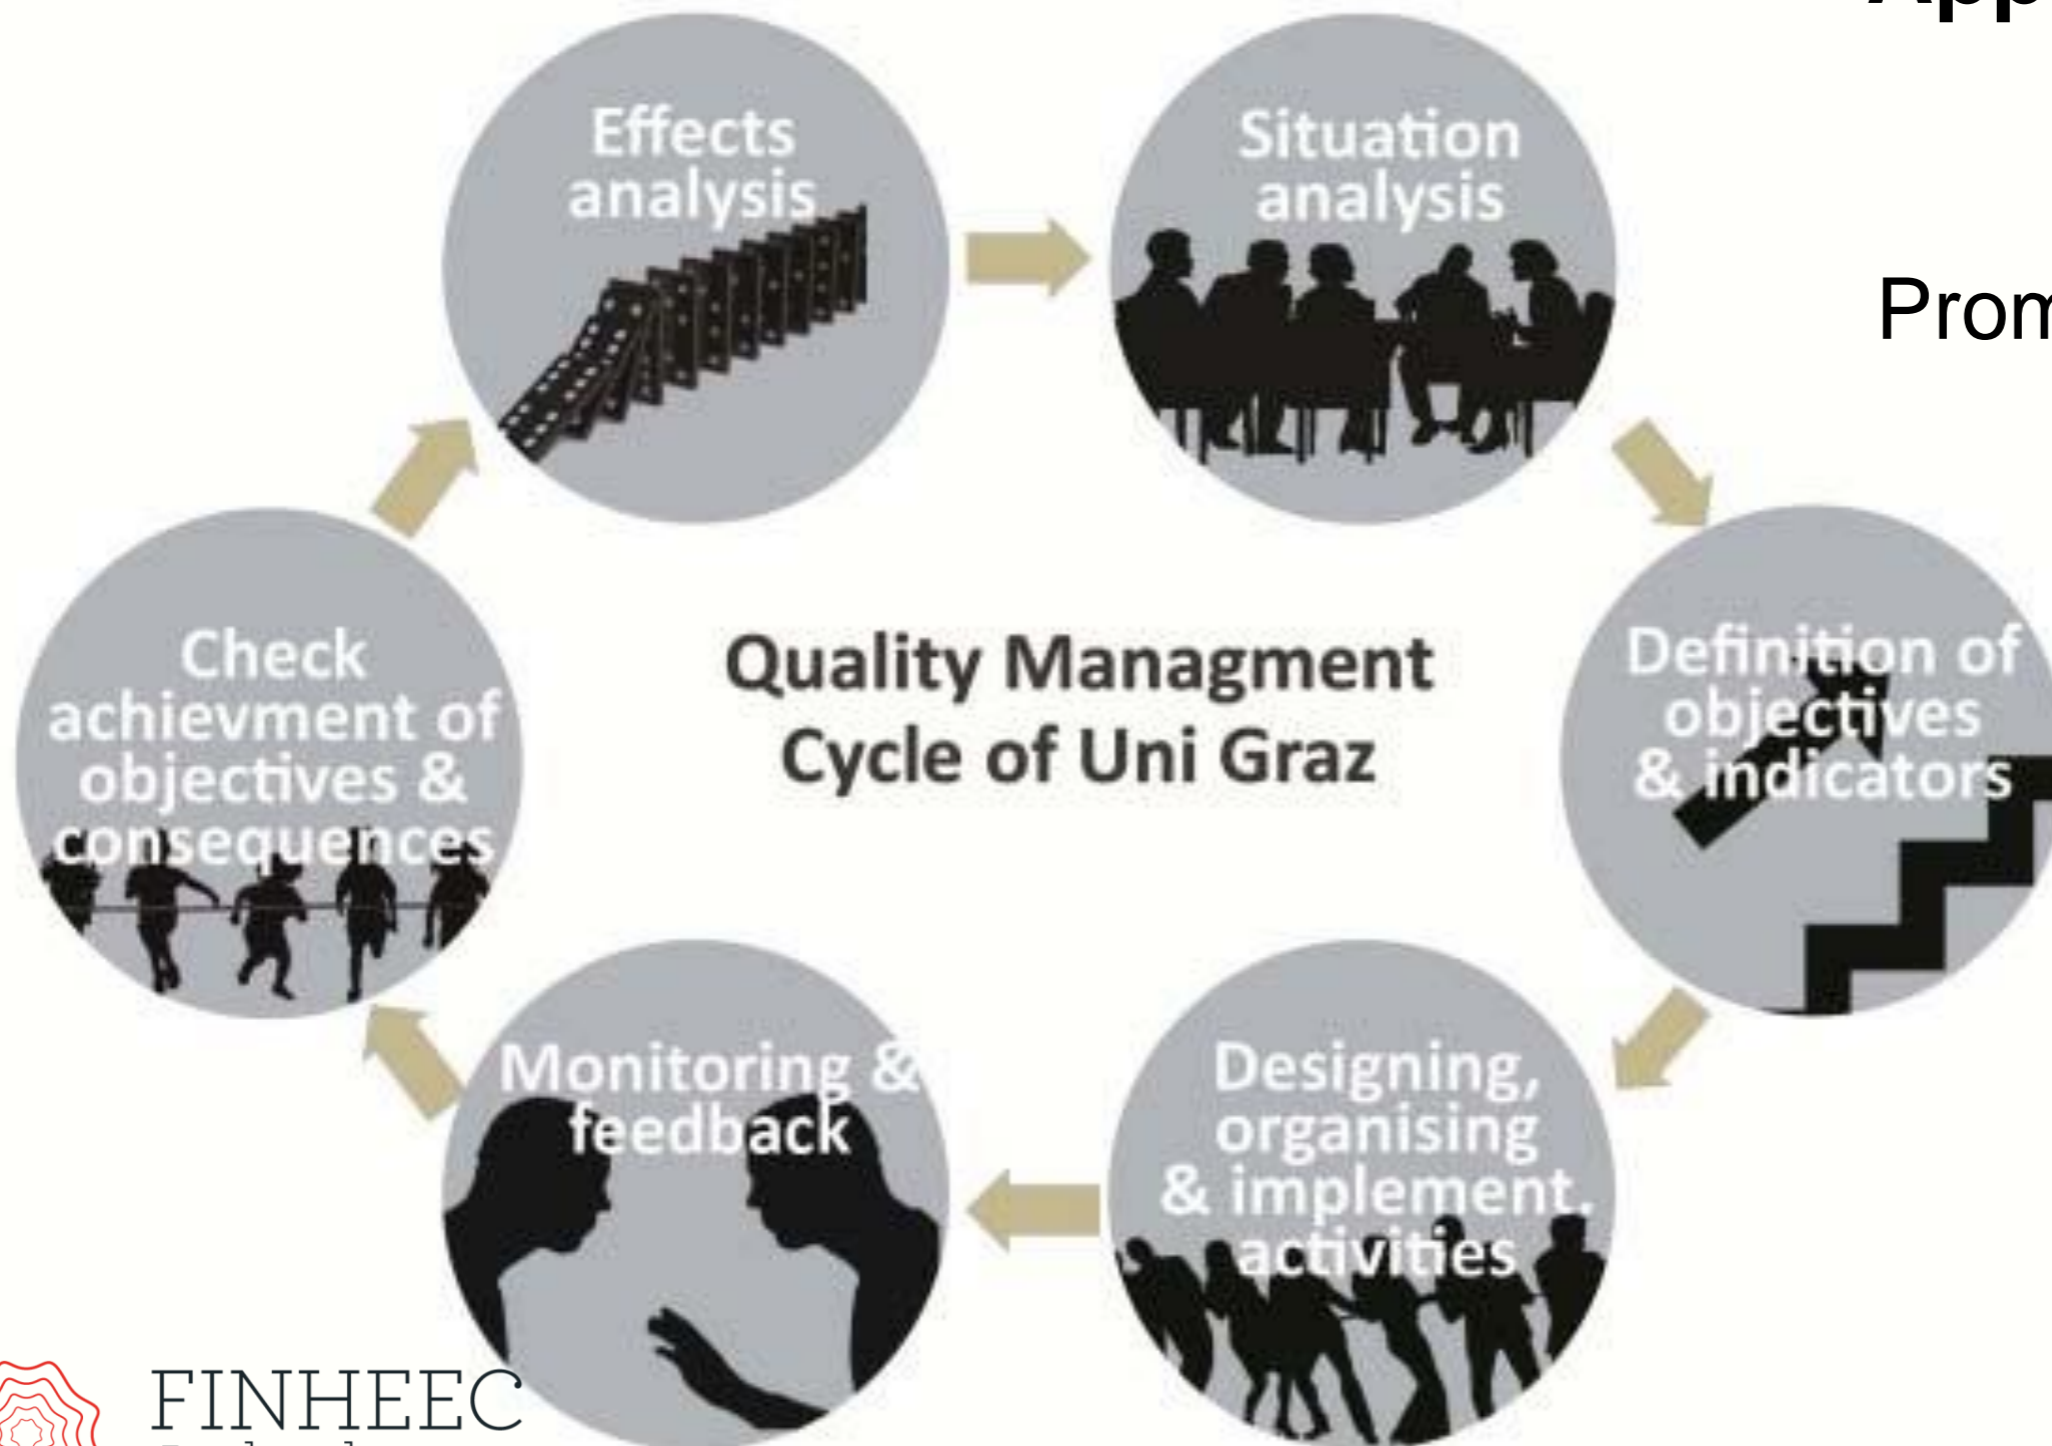 App
Effects
analysis
Situation
analysis
Prom
Check
achievment of
objectives &
consequences
Quality Managment
Cycle of Uni Graz
Definition of
objectives
& indicators
Monitoring &
feedback
Designing,
organising
& implement.
activities
FINHEEC